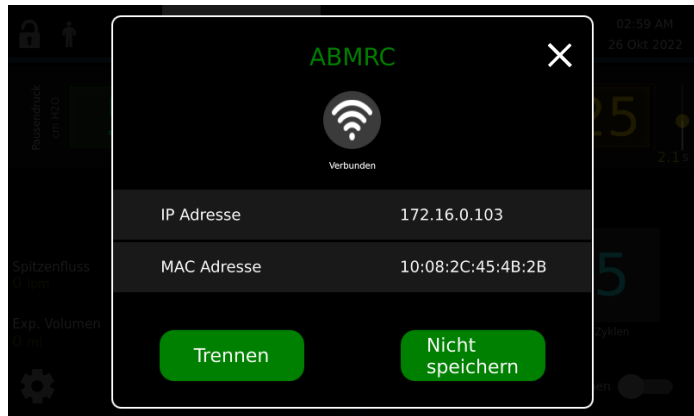 02:59 AM
26 Okt 2022
ABMRC
Verbunden
Pausendruck
cm H2O
25
2.1s
IP Adresse
172.16.0.103
MAC Adresse
10:08:2C:45:4B:2B
Spitzenfluss
0 lpm
5
Exp. Volumen
0 ml
Zyklen
Trennen
Nicht
speichern
en